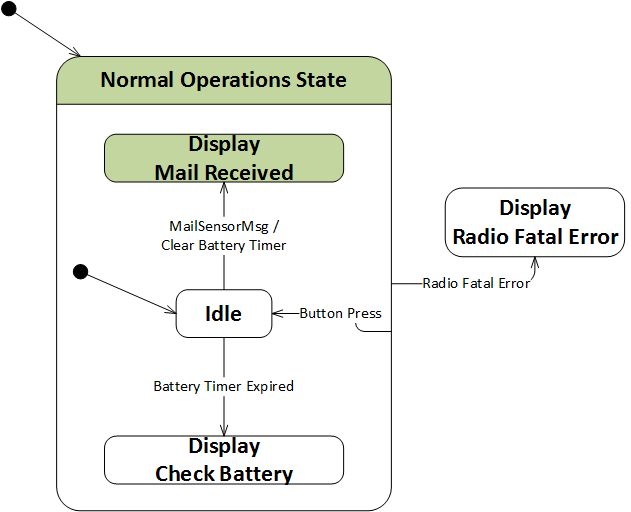 Normal Operations State
Display
Mail Received
MailSensorMsg /
Clear Battery Timer
Display
Radio Fatal Error
Radio Fatal Error
Idle
Button Press
Battery Timer Expired
Display
Check Battery